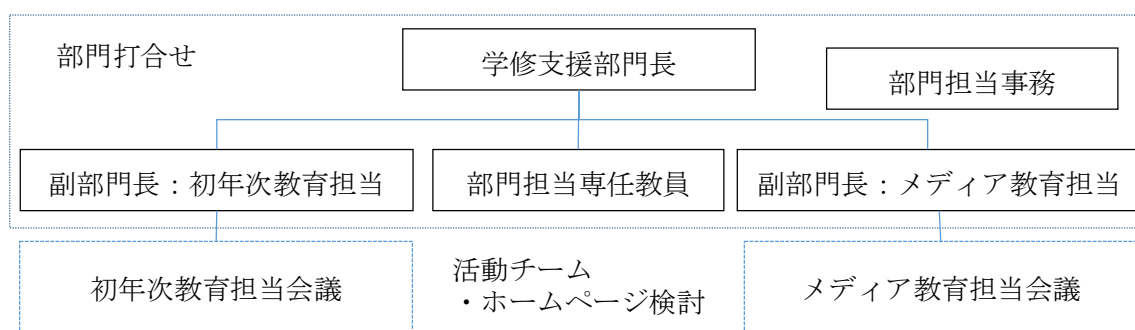 部門打合せ
学修支援部門長
部門担当事務
副部門長：初年次教育担当
部門担当専任教員
副部門長：メディア教育担当
初年次教育担当会議
活動チーム
・ホームページ検討
メディア教育担当会議